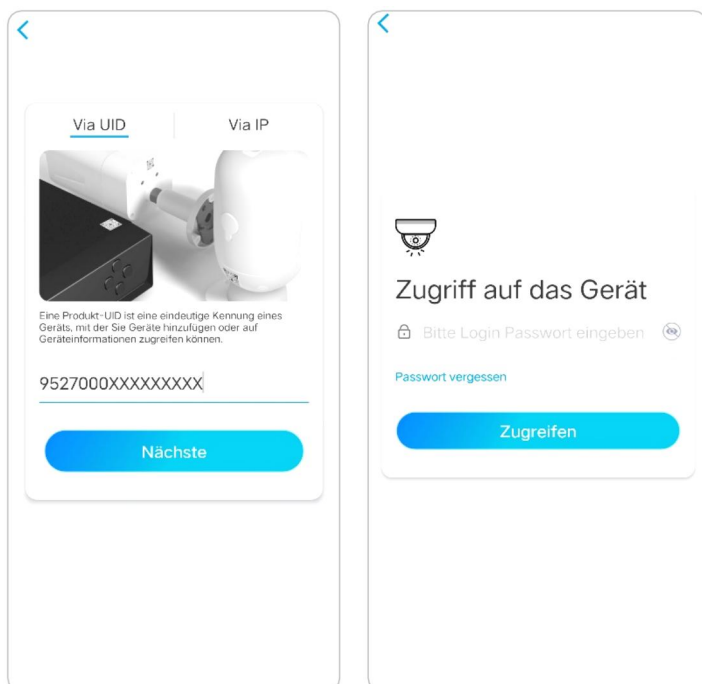 Via UID
Via IP
Eine Produkt-UID ist eine eindeutige Kennung eines
Geräts, mit der Sie Geräte hinzufügen oder auf
Geräteinformationen zugreifen können.
9527000XXXXXXXXX
Nächste
Zugriff auf das Gerät
Bitte Login Passwort eingeben
Passwort vergessen
Zugreifen